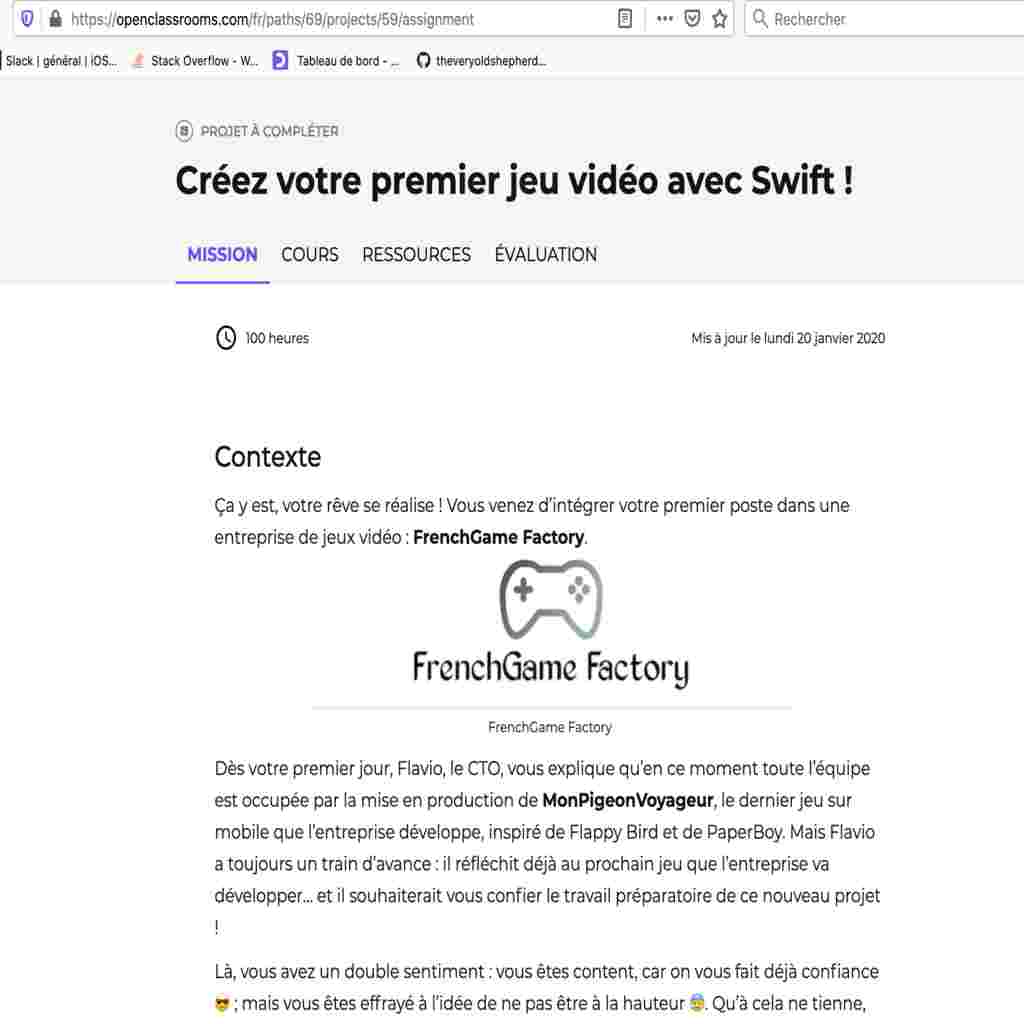 https://openclassrooms.com/fr/paths/69/projects/59/assignment
Rechercher
Slack | général | iOS...
Stack Overflow - W...
Tableau de bord - ...
theveryoldshepherd...
PROJET À COMPLÉTER
Créez votre premier jeu vidéo avec Swift !
MISSION COURS RESSOURCES ÉVALUATION
100 heures
Mis à jour le lundi 20 janvier 2020
Contexte
Ça y est, votre rêve se réalise ! Vous venez d'intégrer votre premier poste dans une
entreprise de jeux vidéo : FrenchGame Factory.
FrenchGame Factory
FrenchGame Factory
Dès votre premier jour, Flavio, le CTO, vous explique qu'en ce moment toute l'équipe
est occupée par la mise en production de MonPigeonVoyageur, le dernier jeu sur
mobile que l'entreprise développe, inspiré de Flappy Bird et de PaperBoy. Mais Flavio
a toujours un train d'avance : il réfléchit déjà au prochain jeu que l'entreprise va
développer... et il souhaiterait vous confier le travail préparatoire de ce nouveau projet
!
Là, vous avez un double sentiment : vous êtes content, car on vous fait déjà confiance
😎 ; mais vous êtes effrayé à l'idée de ne pas être à la hauteur 😰. Qu'à cela ne tienne,